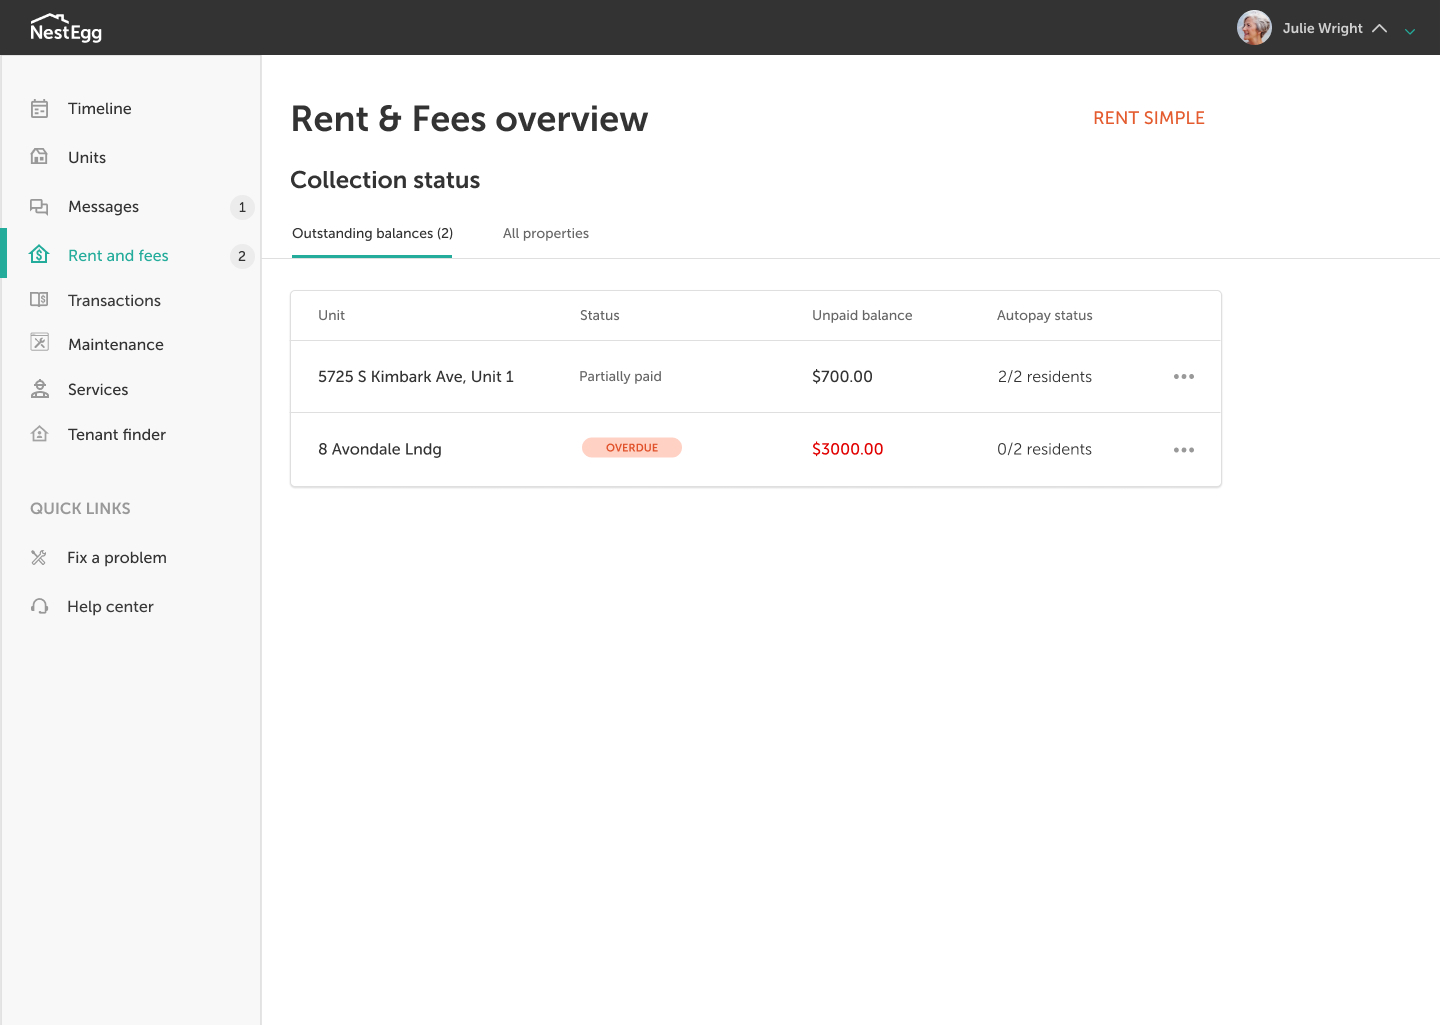 NestEgg
Julie Wright
Timeline
Units
Messages 1
Rent and fees 2
Transactions
Maintenance
Services
Tenant finder
QUICK LINKS
Fix a problem
Help center
Rent & Fees overview
RENT SIMPLE
Collection status
Outstanding balances (2) All properties
Unit Status Unpaid balance Autopay status
5725 S Kimbark Ave, Unit 1 Partially paid $700.00 2/2 residents
8 Avondale Lndg OVERDUE $3000.00 0/2 residents